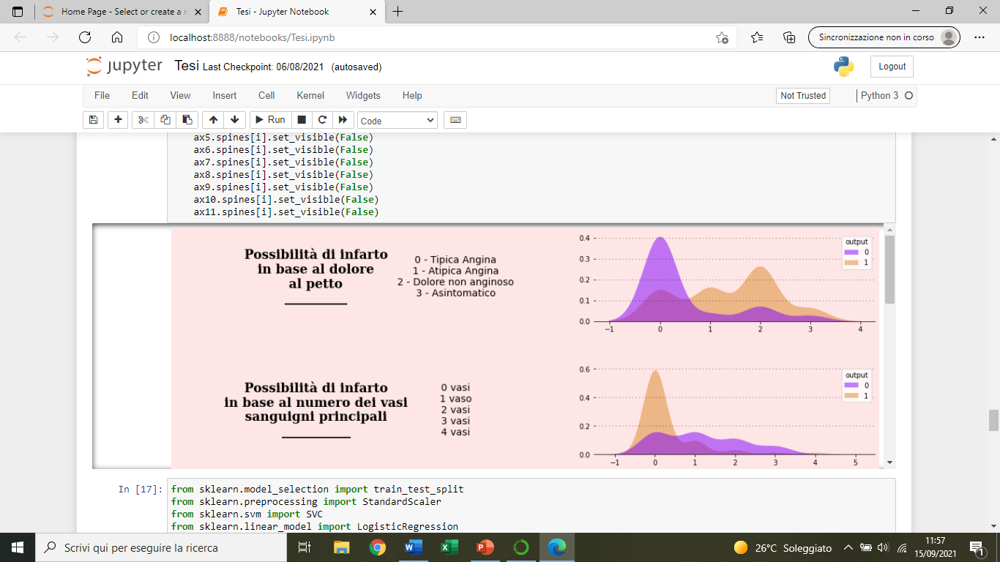 Home Page - Select or create a n
Tesi - Jupyter Notebook
localhost:8888/notebooks/Tesi.ipynb
Sincronizzazione non in corso
jupyter Tesi Last Checkpoint: 06/08/2021 (autosaved)
Logout
File Edit View Insert Cell Kernel Widgets Help
Not Trusted
Python 3
Run
Code
ax5.spines[i].set_visible(False)
ax6.spines[i].set_visible(False)
ax7.spines[i].set_visible(False)
ax8.spines[i].set_visible(False)
ax9.spines[i].set_visible(False)
ax10.spines[i].set_visible(False)
ax11.spines[i].set_visible(False)
Possibilità di infarto
in base al dolore
al petto
0 - Tipica Angina
1 - Atipica Angina
2 - Dolore non anginoso
3 - Asintomatico
0.4
0.3
0.2
0.1
0.0
−1 0 1 2 3 4
output
0
1
Possibilità di infarto
in base al numero dei vasi
sanguigni principali
0 vasi
1 vaso
2 vasi
3 vasi
4 vasi
0.6
0.4
0.2
0.0
−1 0 1 2 3 4 5
output
0
1
In [17]:
from sklearn.model_selection import train_test_split
from sklearn.preprocessing import StandardScaler
from sklearn.svm import SVC
from sklearn.linear_model import LogisticRegression
Scrivi qui per eseguire la ricerca
26°C Soleggiato
11:57
15/09/2021
1